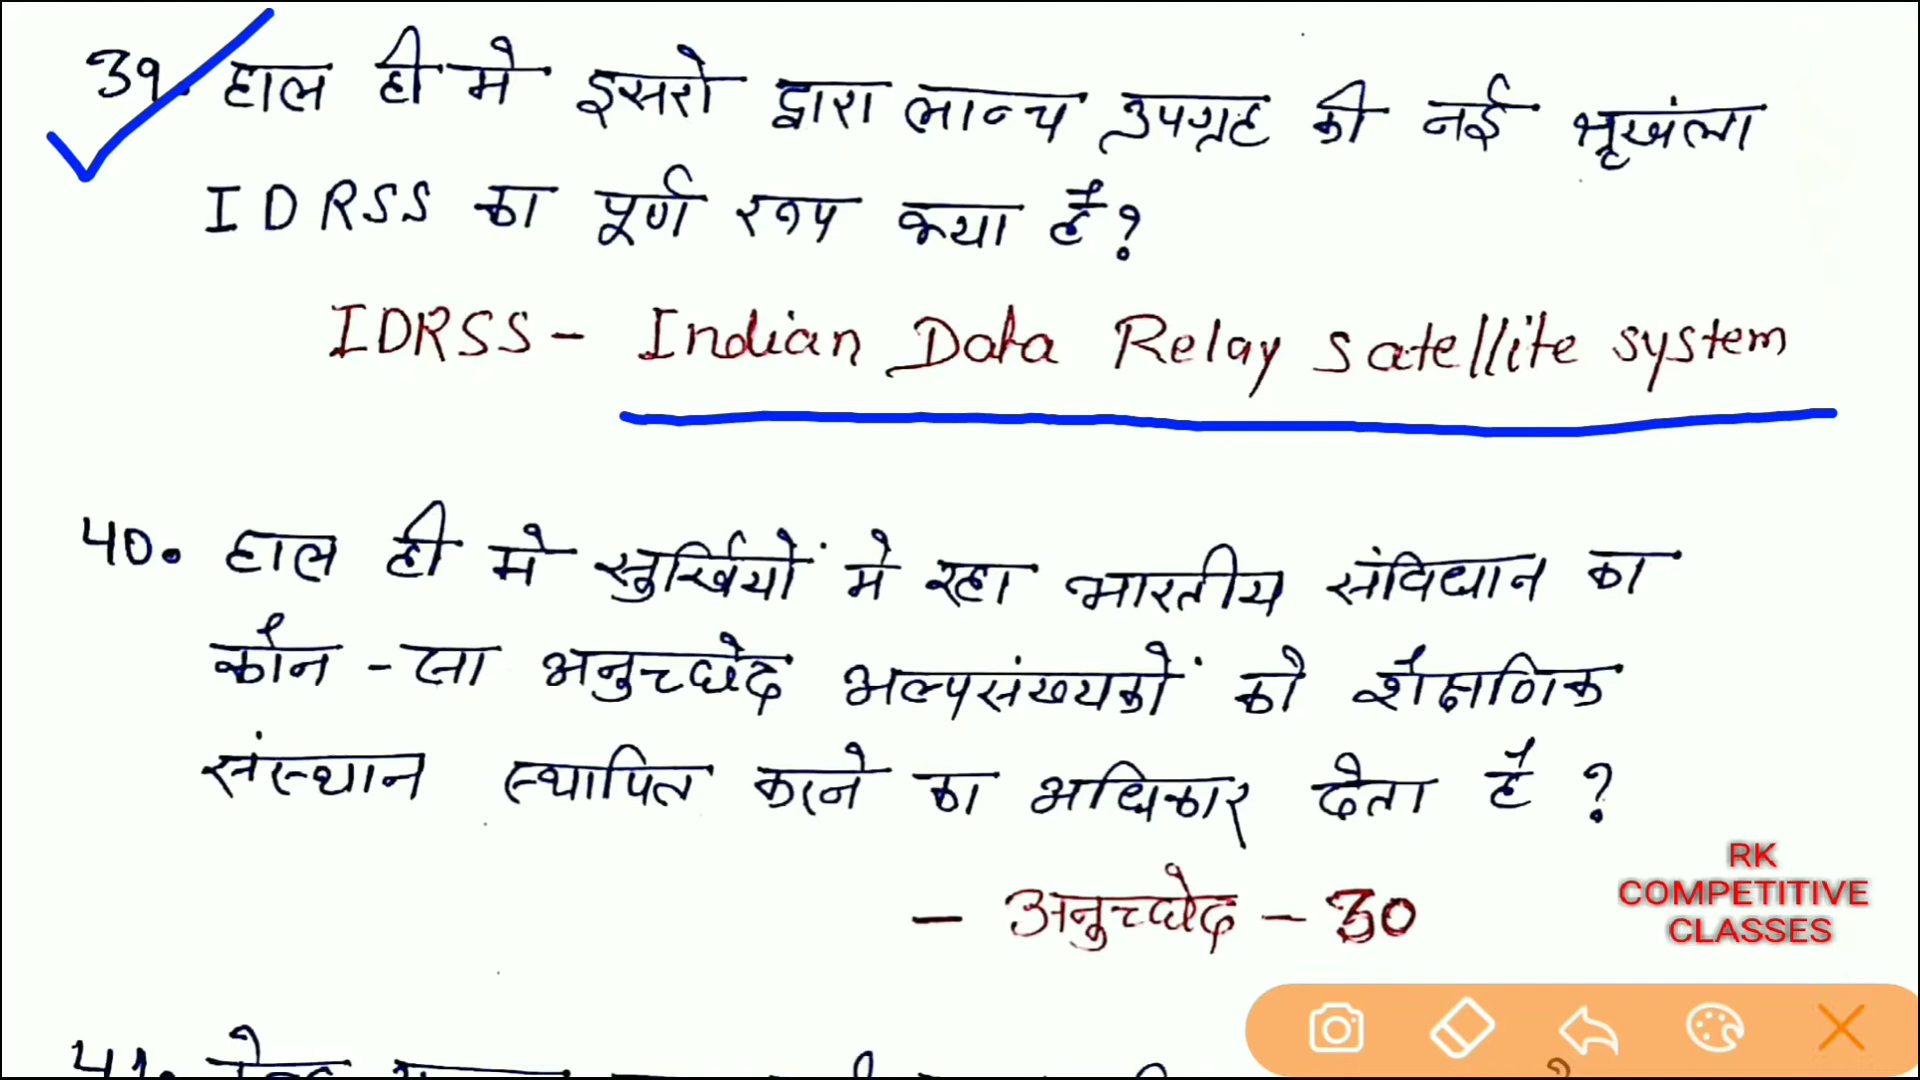 39. हाल ही मे इसरो द्वारा लान्च उपग्रह की नई श्रृखंला
IDRSS का पूर्ण रूप क्या है?
IDRSS - Indian Data Relay satellite system
40. हाल ही मे सुर्खियों मे रहा भारतीय संविधान का
कौन - सा अनुच्छेद अल्पसंख्यकों को शैक्षणिक
संस्थान स्थापित करने का अधिकार देता है ?
- अनुच्छेद - 30
RK
COMPETITIVE
CLASSES
41.